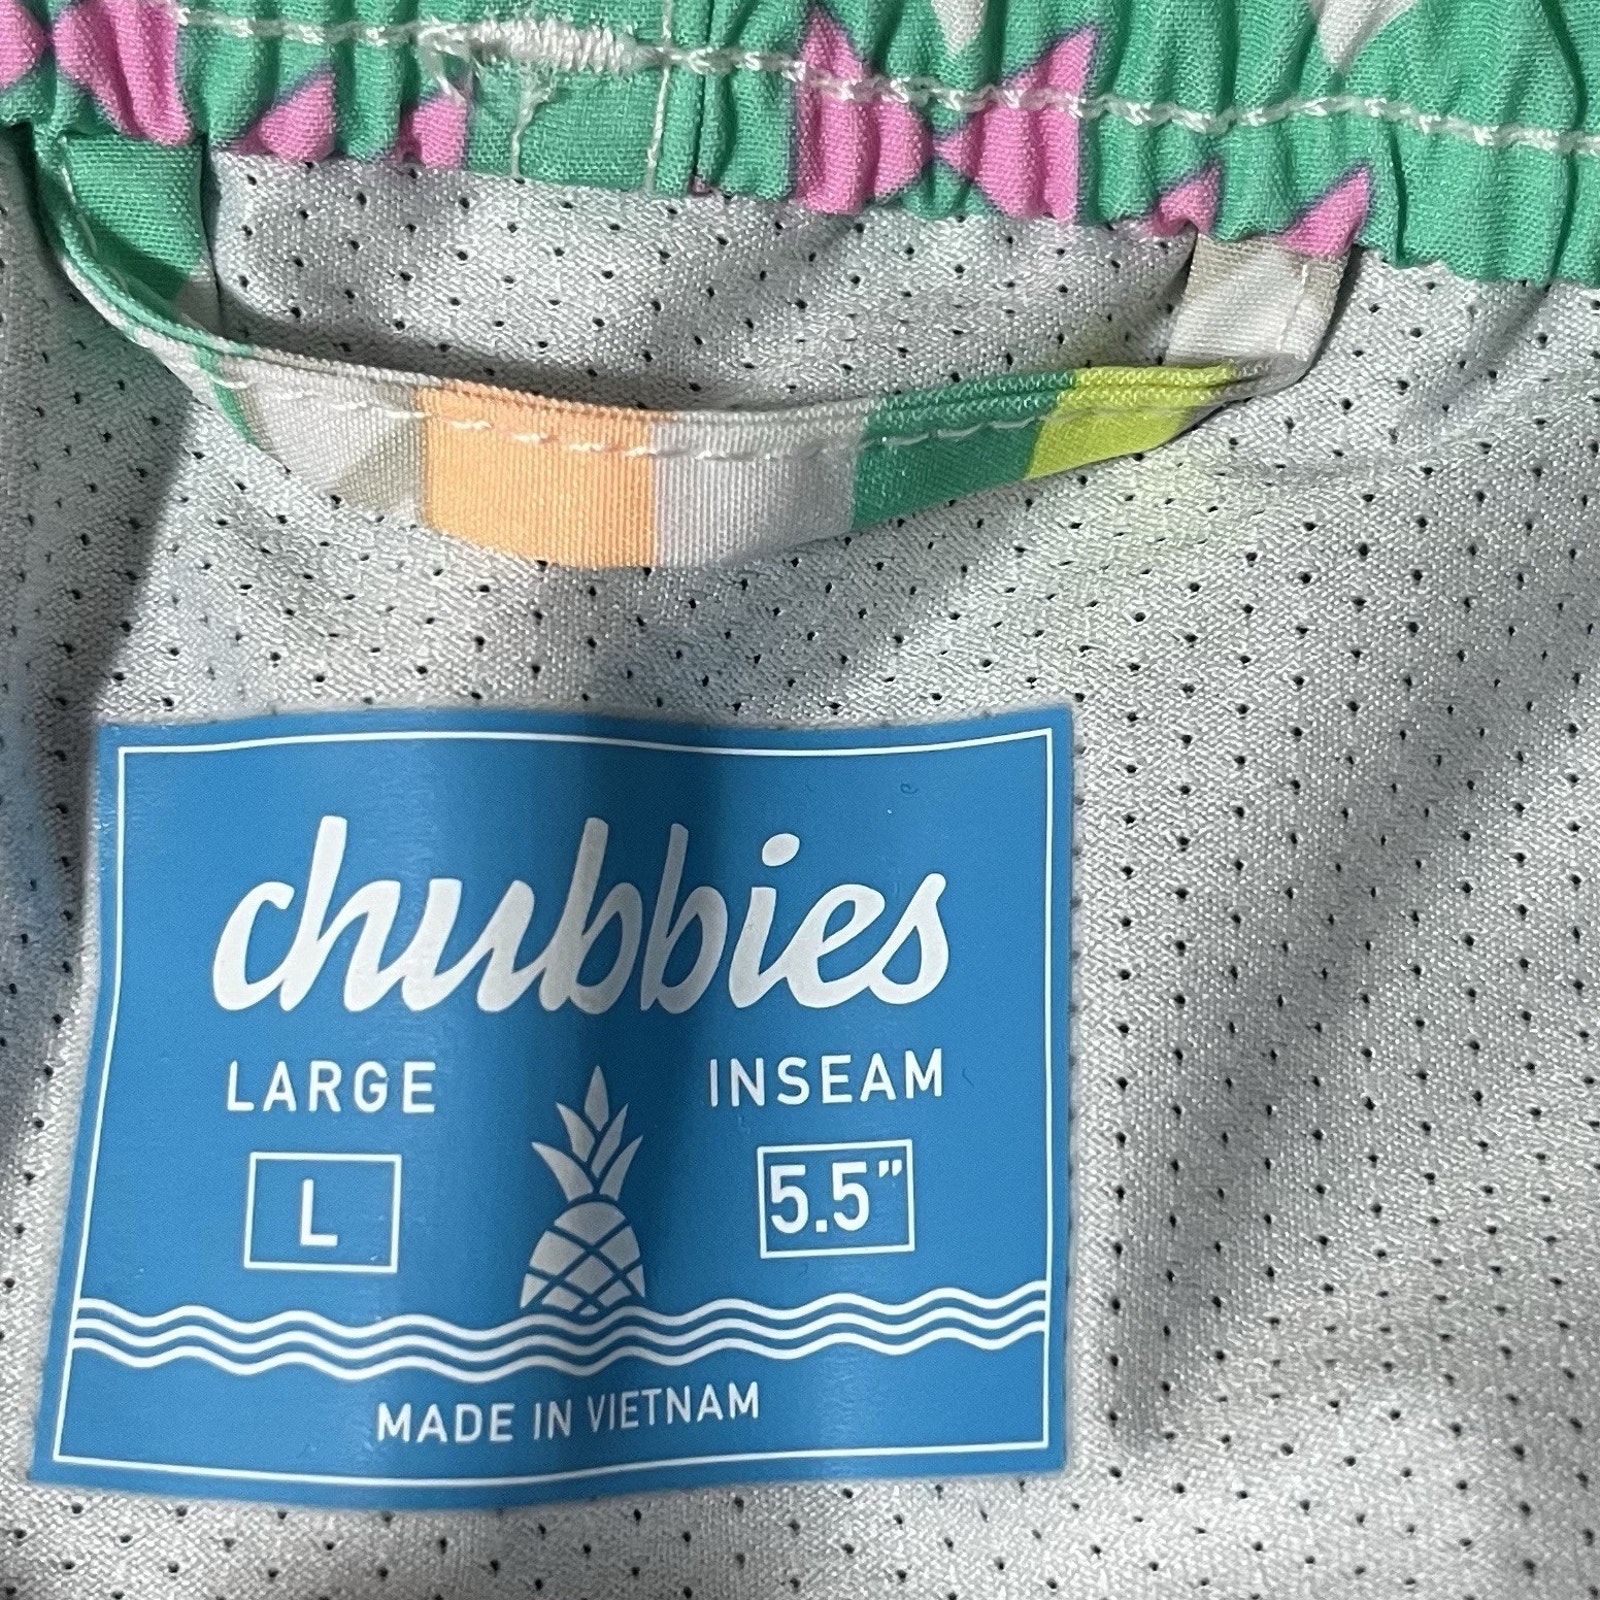 chubbies
LARGE
INSEAM
L
5.5"
MADE IN VIETNAM